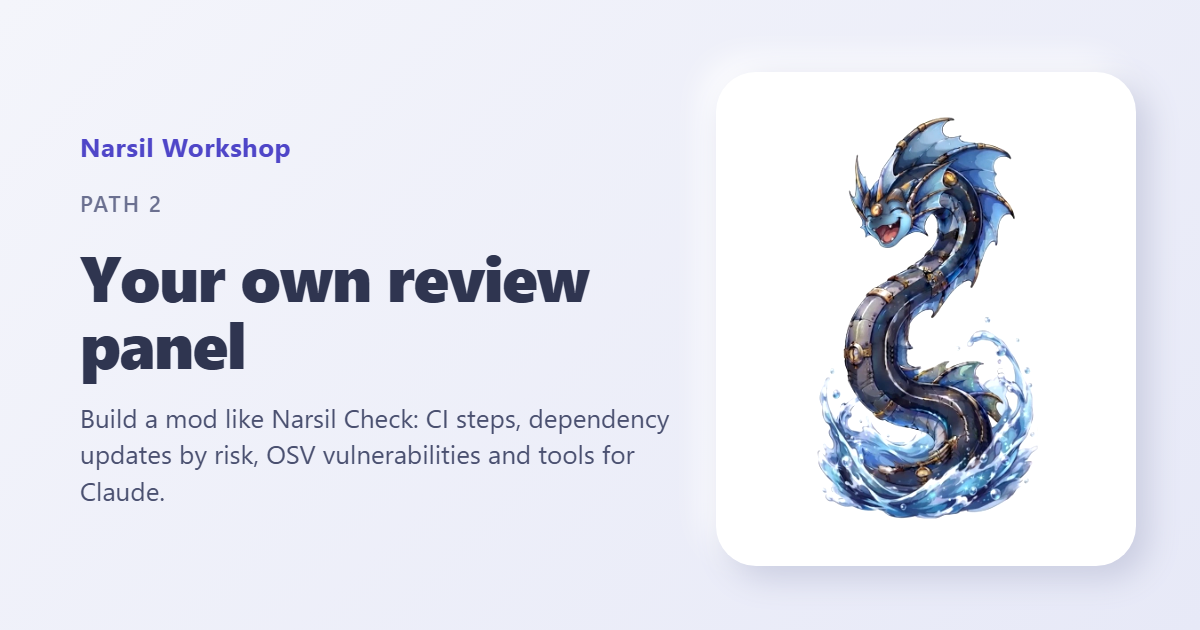 Narsil Workshop
PATH 2
Your own review
panel
Build a mod like Narsil Check: CI steps, dependency
updates by risk, OSV vulnerabilities and tools for
Claude.